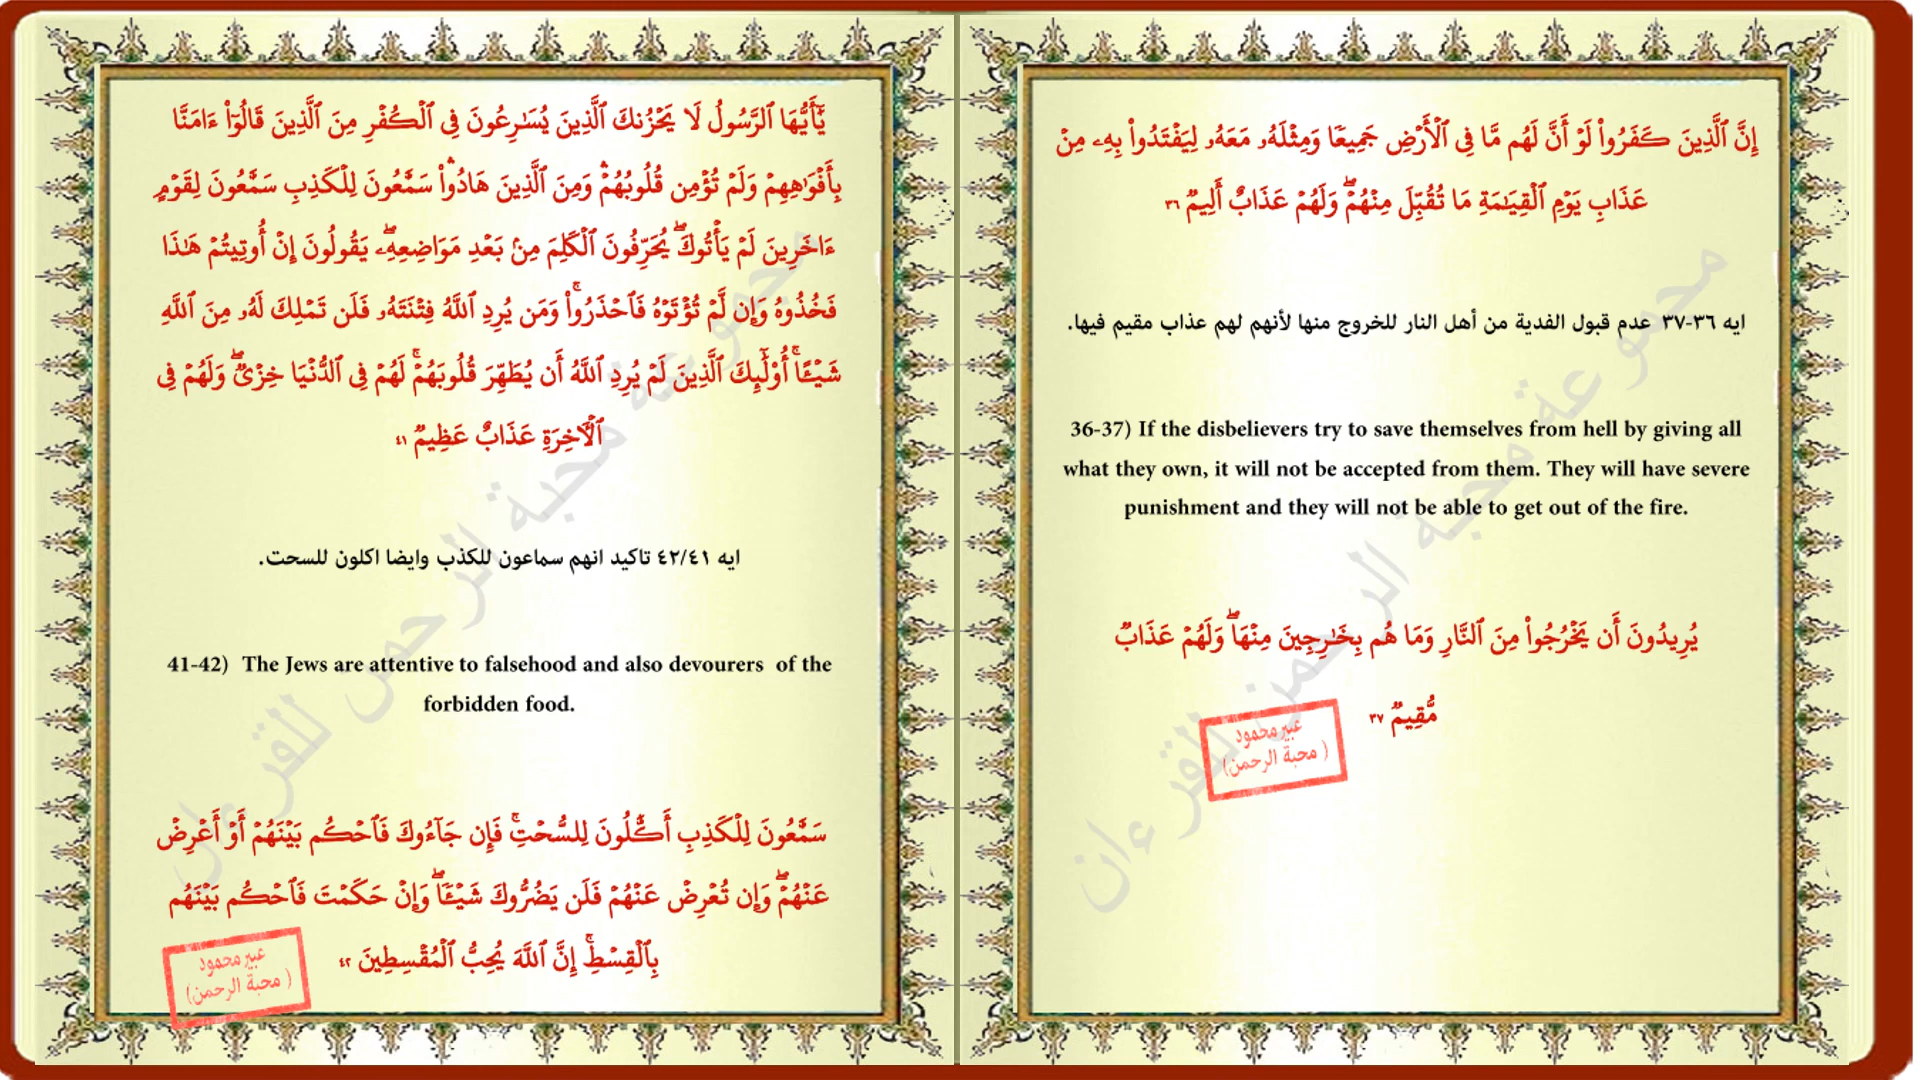 إِنَّ ٱلَّذِينَ كَفَرُوا۟ لَوْ أَنَّ لَهُم مَّا فِى ٱلْأَرْضِ جَمِيعًا وَمِثْلَهُۥ مَعَهُۥ لِيَفْتَدُوا۟ بِهِۦ مِنْ
عَذَابِ يَوْمِ ٱلْقِيَـٰمَةِ مَا تُقُبِّلَ مِنْهُمْ ۖ وَلَهُمْ عَذَابٌ أَلِيمٌ ٣٦
ايه ٣٦-٣٧ عدم قبول الفدية من أهل النار للخروج منها لأنهم لهم عذاب مقيم فيها.
36-37) If the disbelievers try to save themselves from hell by giving all
what they own, it will not be accepted from them. They will have severe
punishment and they will not be able to get out of the fire.
يُرِيدُونَ أَن يَخْرُجُوا۟ مِنَ ٱلنَّارِ وَمَا هُم بِخَـٰرِجِينَ مِنْهَا ۖ وَلَهُمْ عَذَابٌ
مُّقِيمٌ ٣٧
عبير محمود
( محبة الرحمن)
مجموعة محبة الرحمن للقرءان
يَـٰٓأَيُّهَا ٱلرَّسُولُ لَا يَحْزُنكَ ٱلَّذِينَ يُسَـٰرِعُونَ فِى ٱلْكُفْرِ مِنَ ٱلَّذِينَ قَالُوٓا۟ ءَامَنَّا
بِأَفْوَٰهِهِمْ وَلَمْ تُؤْمِن قُلُوبُهُمْ ۛ وَمِنَ ٱلَّذِينَ هَادُوا۟ ۛ سَمَّـٰعُونَ لِلْكَذِبِ سَمَّـٰعُونَ لِقَوْمٍ
ءَاخَرِينَ لَمْ يَأْتُوكَ ۖ يُحَرِّفُونَ ٱلْكَلِمَ مِنۢ بَعْدِ مَوَاضِعِهِۦ ۖ يَقُولُونَ إِنْ أُوتِيتُمْ هَـٰذَا
فَخُذُوهُ وَإِن لَّمْ تُؤْتَوْهُ فَٱحْذَرُوا۟ ۚ وَمَن يُرِدِ ٱللَّهُ فِتْنَتَهُۥ فَلَن تَمْلِكَ لَهُۥ مِنَ ٱللَّهِ
شَيْـًٔا ۚ أُو۟لَـٰٓئِكَ ٱلَّذِينَ لَمْ يُرِدِ ٱللَّهُ أَن يُطَهِّرَ قُلُوبَهُمْ ۚ لَهُمْ فِى ٱلدُّنْيَا خِزْىٌ ۖ وَلَهُمْ فِى
ٱلْـَٔاخِرَةِ عَذَابٌ عَظِيمٌ ٤١
ايه ٤٢/٤١ تاكيد انهم سماعون للكذب وايضا اكلون للسحت.
41-42) The Jews are attentive to falsehood and also devourers of the
forbidden food.
سَمَّـٰعُونَ لِلْكَذِبِ أَكَّـٰلُونَ لِلسُّحْتِ ۚ فَإِن جَآءُوكَ فَٱحْكُم بَيْنَهُمْ أَوْ أَعْرِضْ
عَنْهُمْ ۖ وَإِن تُعْرِضْ عَنْهُمْ فَلَن يَضُرُّوكَ شَيْـًٔا ۖ وَإِنْ حَكَمْتَ فَٱحْكُم بَيْنَهُم
بِٱلْقِسْطِ ۚ إِنَّ ٱللَّهَ يُحِبُّ ٱلْمُقْسِطِينَ ٤٢
عبير محمود
( محبة الرحمن)
مجموعة محبة الرحمن للقرءان